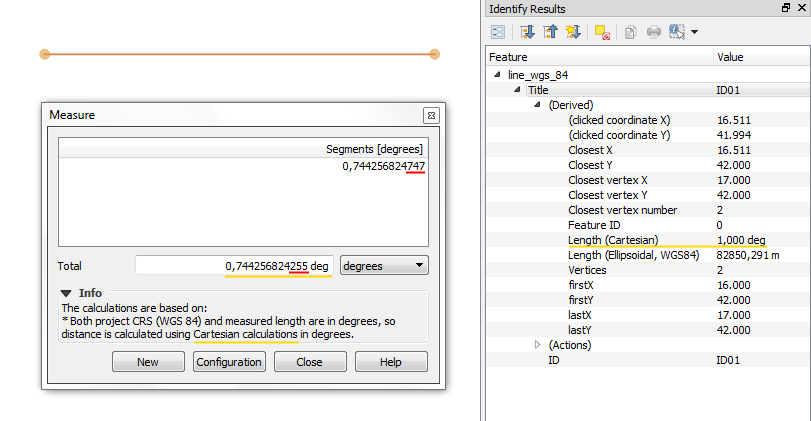 Identify Results
Feature Value
line_wgs_84
Title ID01
(Derived)
(clicked coordinate X) 16.511
(clicked coordinate Y) 41.994
Closest X 16.511
Closest Y 42.000
Closest vertex X 17.000
Closest vertex Y 42.000
Closest vertex number 2
Feature ID 0
Length (Cartesian) 1,000 deg
Length (Ellipsoidal, WGS84) 82850,291 m
Vertices 2
firstX 16.000
firstY 42.000
lastX 17.000
lastY 42.000
(Actions)
ID ID01
Measure
Segments [degrees]
0,744256824747
Total 0,744256824255 deg degrees
Info
The calculations are based on:
* Both project CRS (WGS 84) and measured length are in degrees, so
distance is calculated using Cartesian calculations in degrees.
New Configuration Close Help